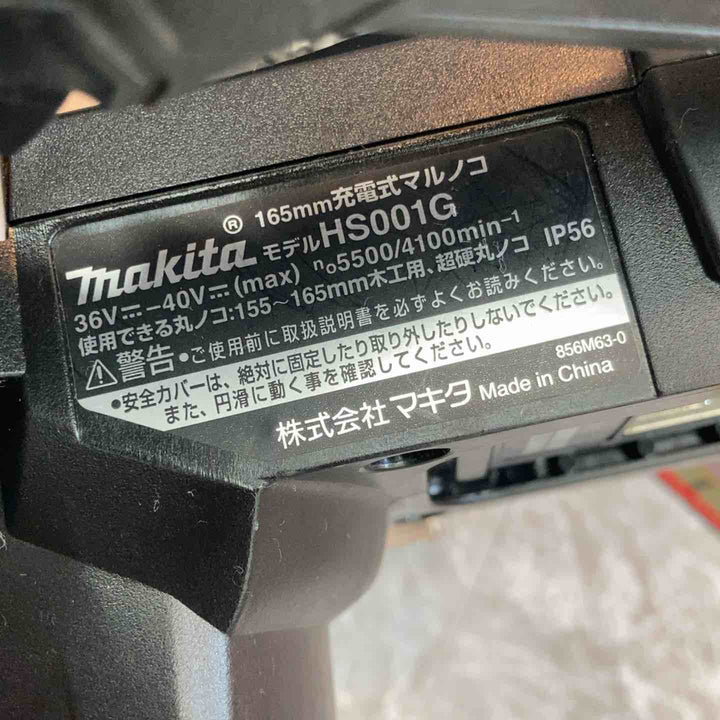 165mm充電式マルノコ
makita® モデルHS001G
36V⎓-40V⎓(max) n₀5500/4100min⁻¹
使用できる丸ノコ:155~165mm木工用、超硬丸ノコ IP56
⚠警告 •ご使用前に取扱説明書を必ずよくお読みください。
•安全カバーは、絶対に固定したり取り外したりしないでください。
また、円滑に動く事を確認してください。
856M63-0
株式会社マキタ Made in China